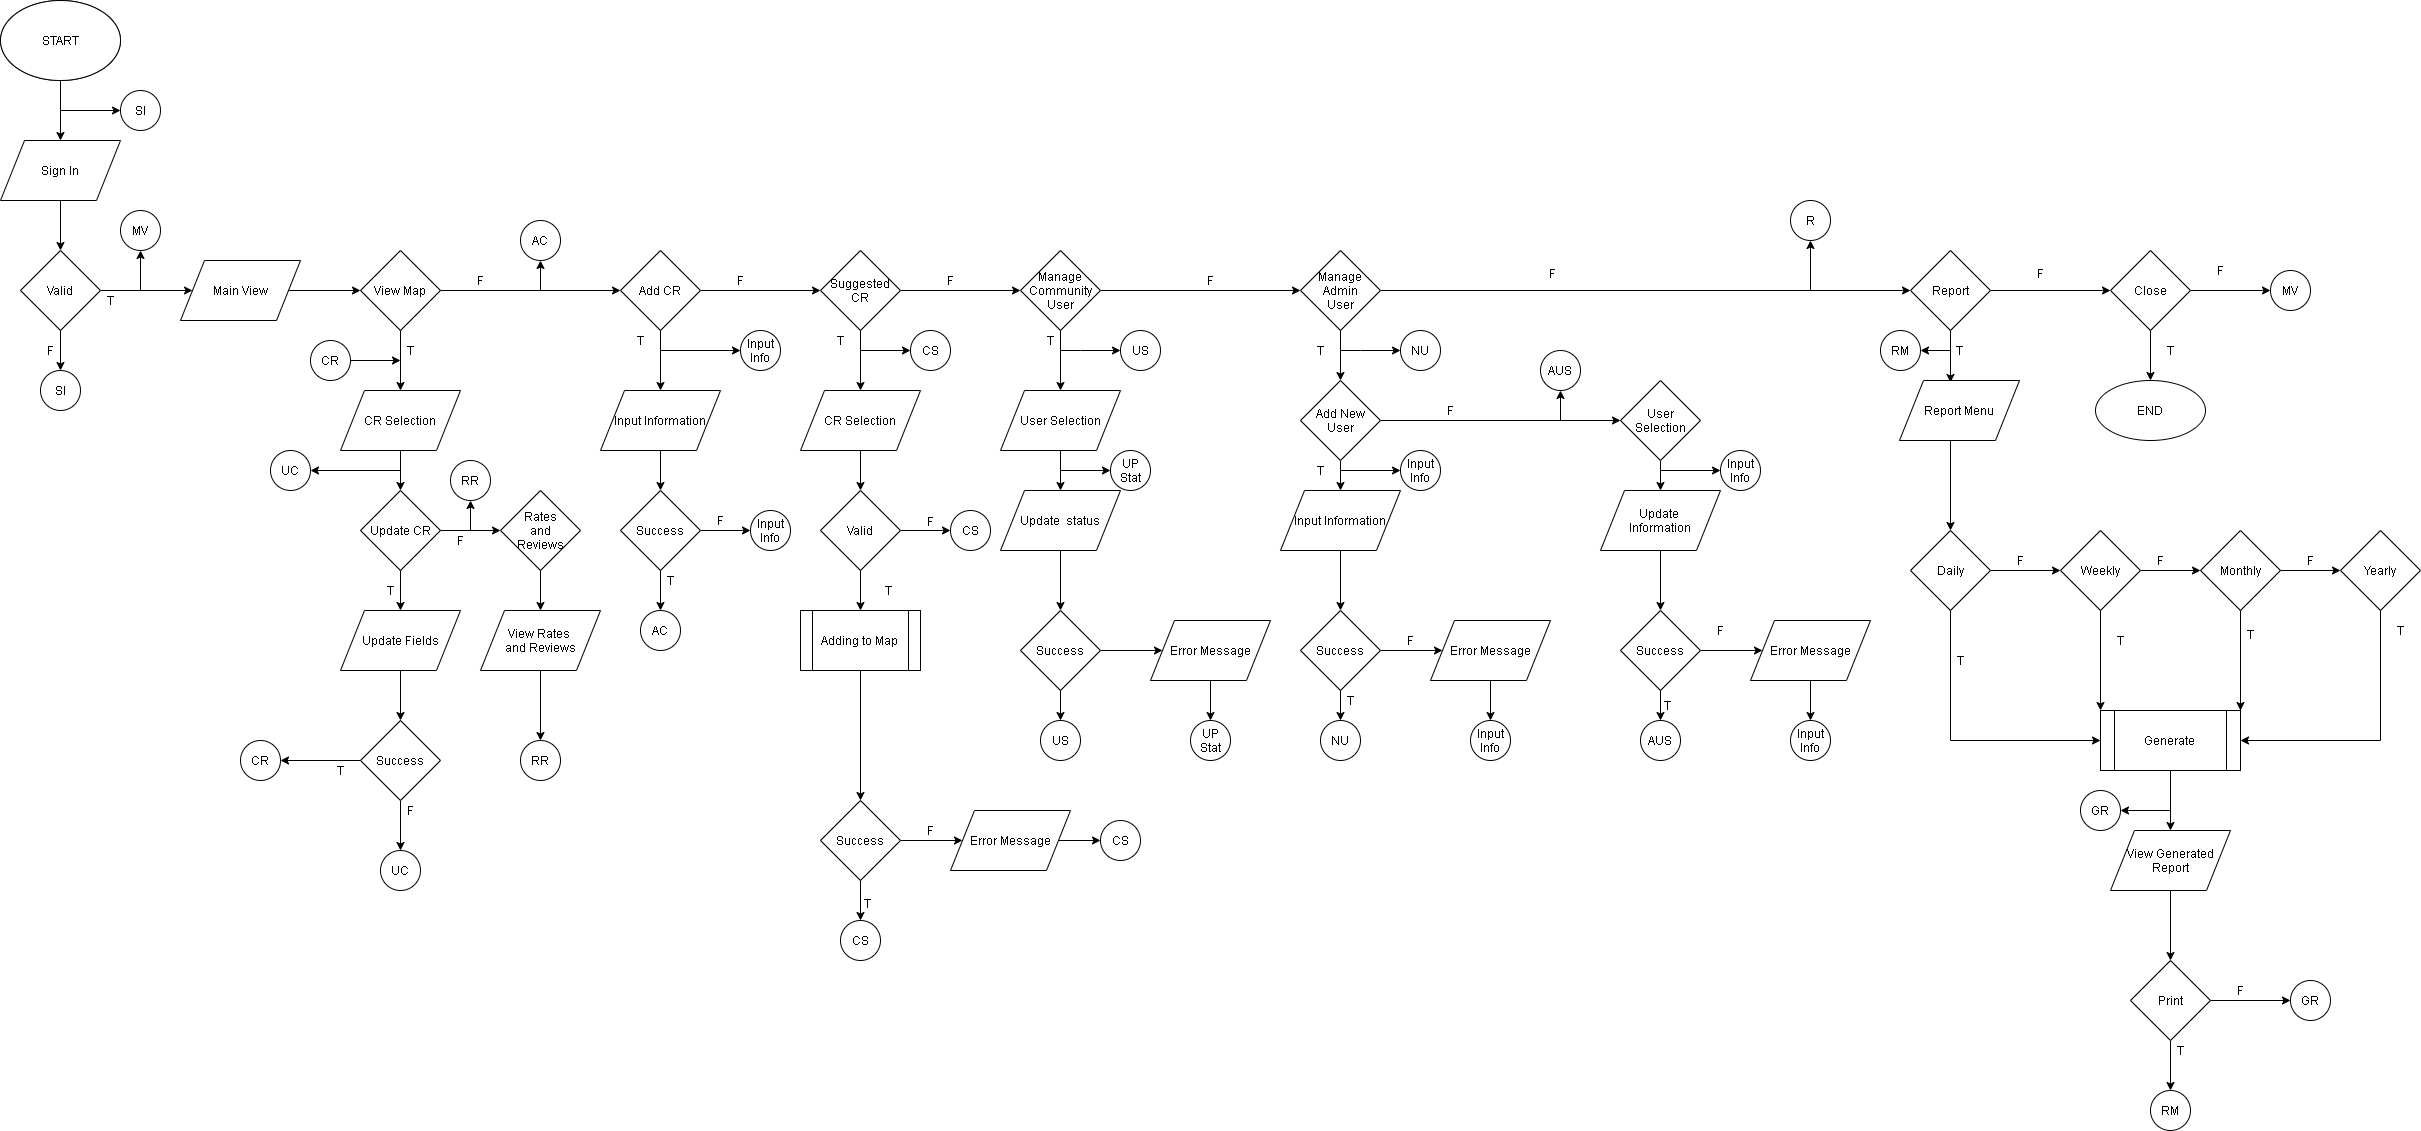 START
SI
Sign In
Valid
T
MV
F
SI
Main View
View Map
F
AC
Add CR
F
Suggested
CR
F
Manage
Community
User
F
Manage
Admin
User
F
R
Report
F
Close
F
MV
T
END
CR
T
CR Selection
UC
Update CR
F
RR
Rates
and
Reviews
T
Update Fields
View Rates
and Reviews
RR
Success
T
CR
F
UC
T
Input
Info
Input Information
Success
F
Input
Info
T
AC
T
CS
CR Selection
Valid
F
CS
T
Adding to Map
Success
F
Error Message
CS
T
CS
T
US
User Selection
UP
Stat
Update status
Success
Error Message
US
UP
Stat
T
NU
Add New
User
F
AUS
User
Selection
T
Input
Info
Input Information
Success
F
Error Message
T
NU
Input
Info
Input
Info
Update
Information
Success
F
Error Message
T
AUS
Input
Info
RM
T
Report Menu
Daily
F
Weekly
F
Monthly
F
Yearly
T
T
T
T
Generate
GR
View Generated
Report
Print
F
GR
T
RM